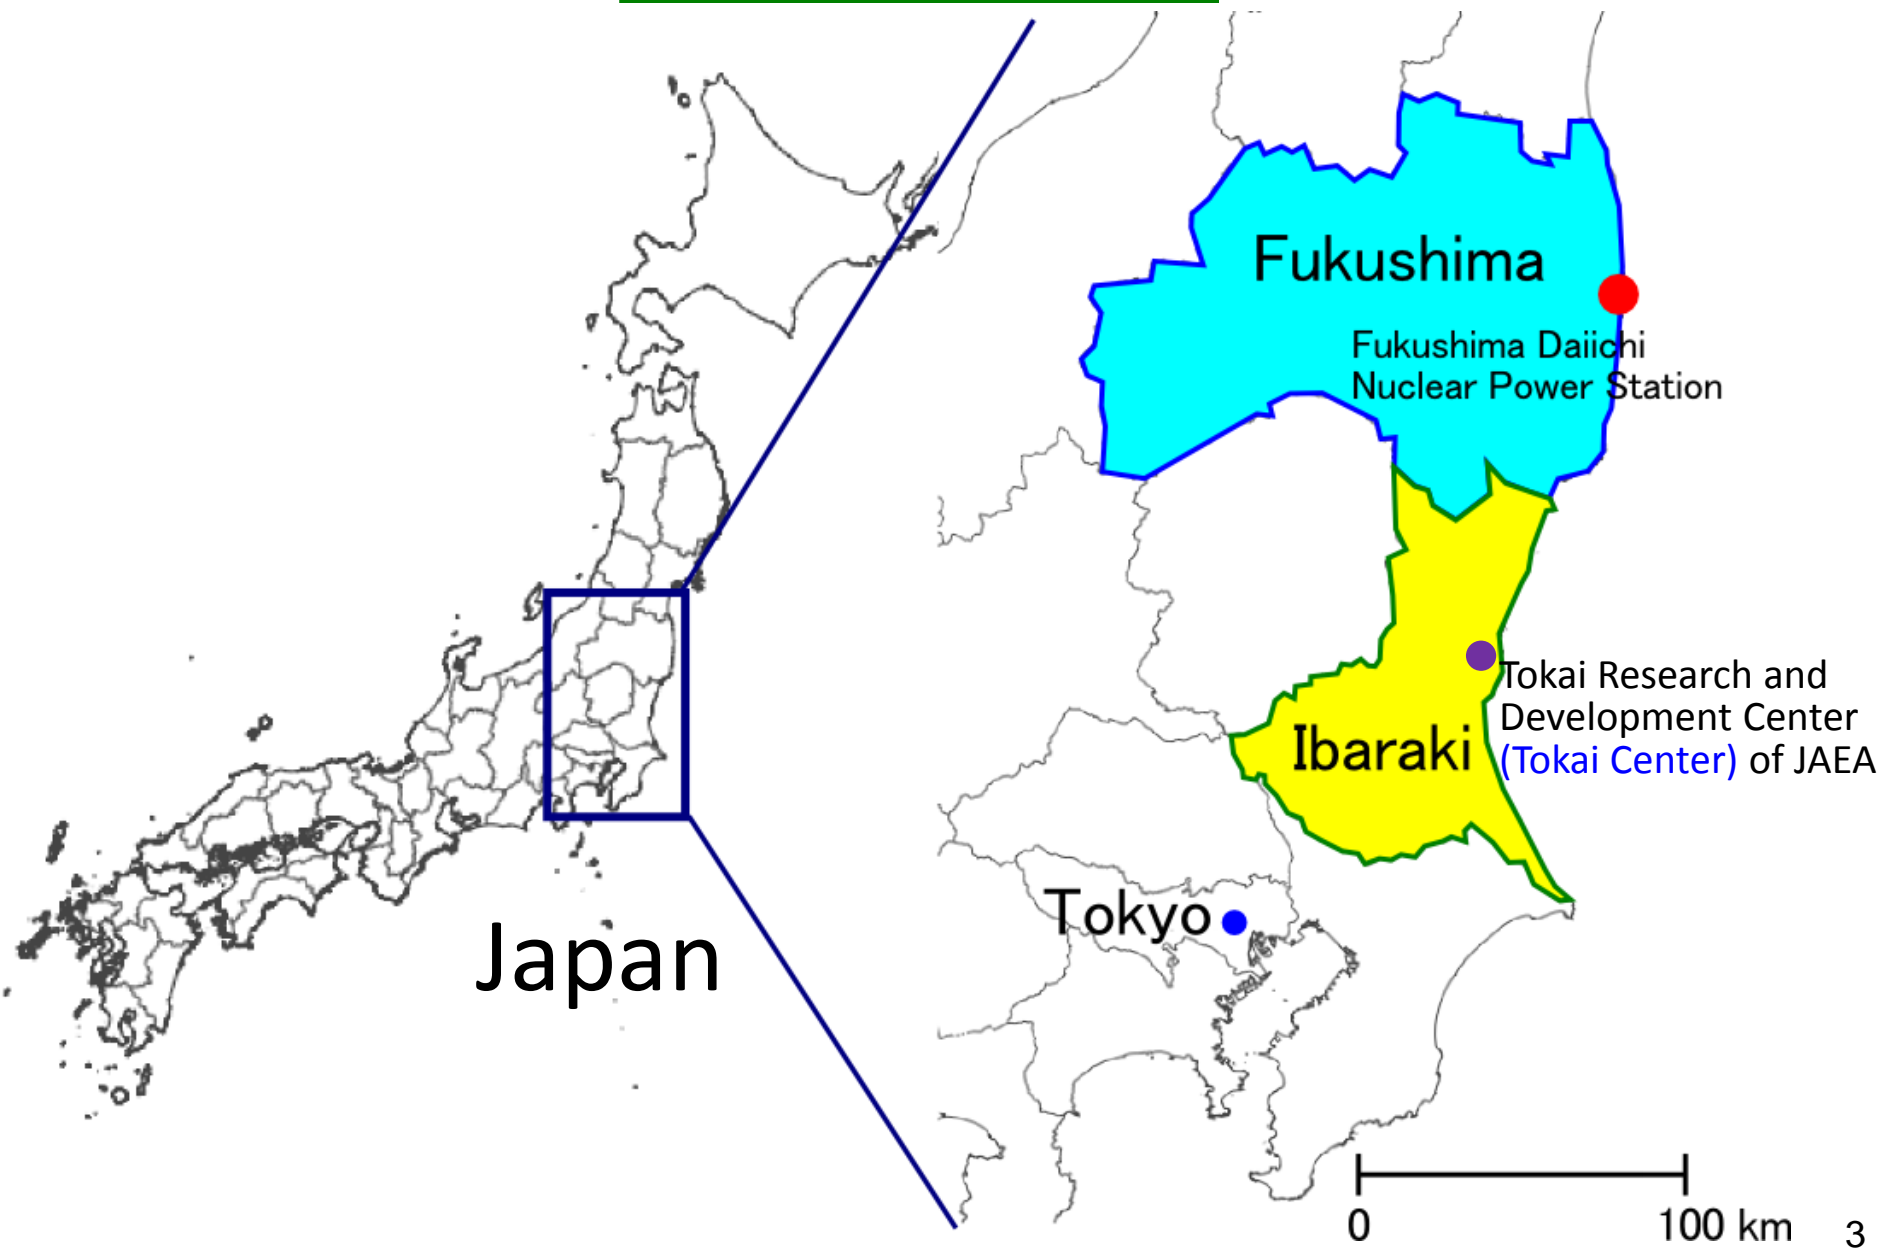 Fukushima
Fukushima Daiichi
Nuclear Power Station
Tokai Research and
Development Center
(Tokai Center) of JAEA
Ibaraki
Tokyo
Japan
0
100 km
3